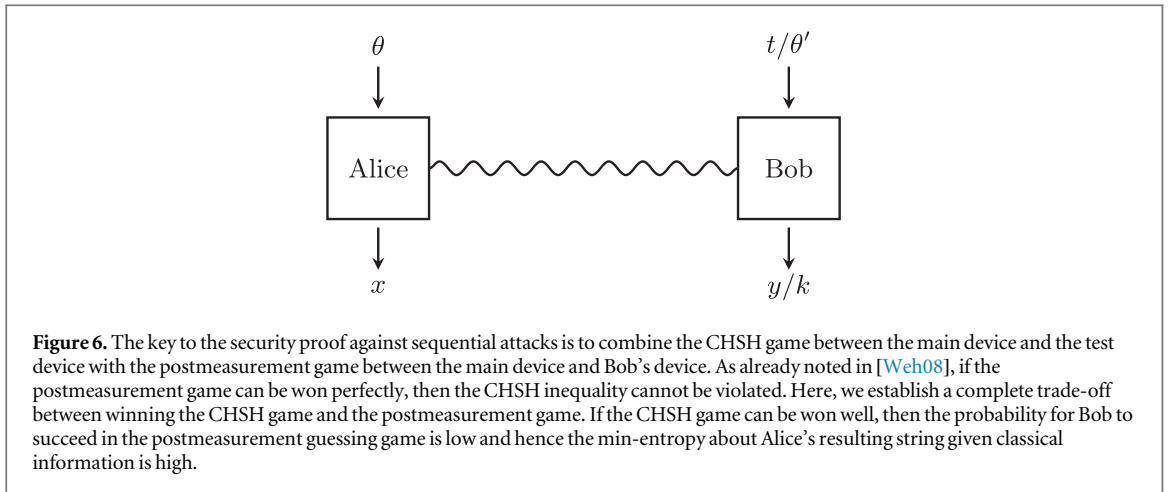 θ t/θ′
Alice Bob
x y/k
Figure 6. The key to the security proof against sequential attacks is to combine the CHSH game between the main device and the test
device with the postmeasurement game between the main device and Bob's device. As already noted in [Weh08], if the
postmeasurement game can be won perfectly, then the CHSH inequality cannot be violated. Here, we establish a complete trade-off
between winning the CHSH game and the postmeasurement game. If the CHSH game can be won well, then the probability for Bob to
succeed in the postmeasurement guessing game is low and hence the min-entropy about Alice's resulting string given classical
information is high.